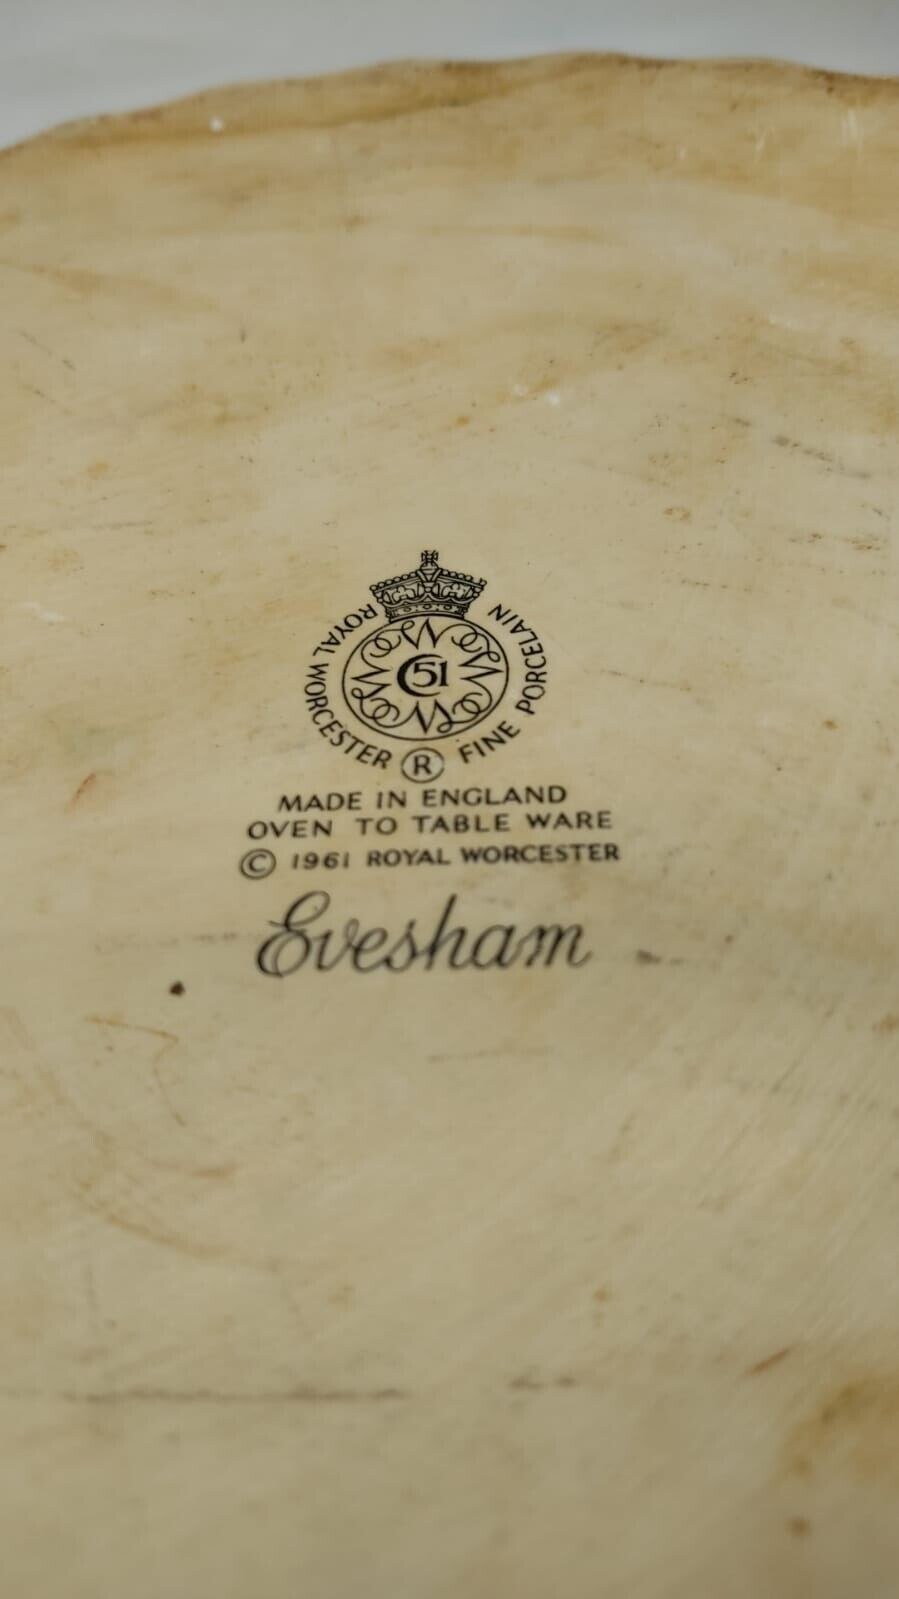 ROYAL WORCESTER ® FINE PORCELAIN
C51
MADE IN ENGLAND
OVEN TO TABLE WARE
© 1961 ROYAL WORCESTER
Evesham